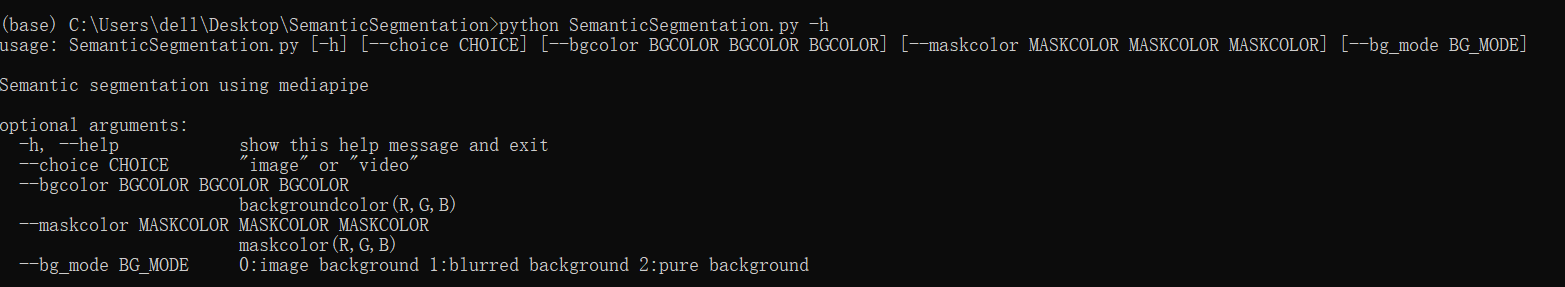 (base) C:\Users\dell\Desktop\SemanticSegmentation>python SemanticSegmentation.py -h
usage: SemanticSegmentation.py [-h] [--choice CHOICE] [--bgcolor BGCOLOR BGCOLOR BGCOLOR] [--maskcolor MASKCOLOR MASKCOLOR MASKCOLOR] [--bg_mode BG_MODE]
Semantic segmentation using mediapipe
optional arguments:
  -h, --help            show this help message and exit
  --choice CHOICE       "image" or "video"
  --bgcolor BGCOLOR BGCOLOR BGCOLOR
                        backgroundcolor(R,G,B)
  --maskcolor MASKCOLOR MASKCOLOR MASKCOLOR
                        maskcolor(R,G,B)
  --bg_mode BG_MODE     0:image background 1:blurred background 2:pure background